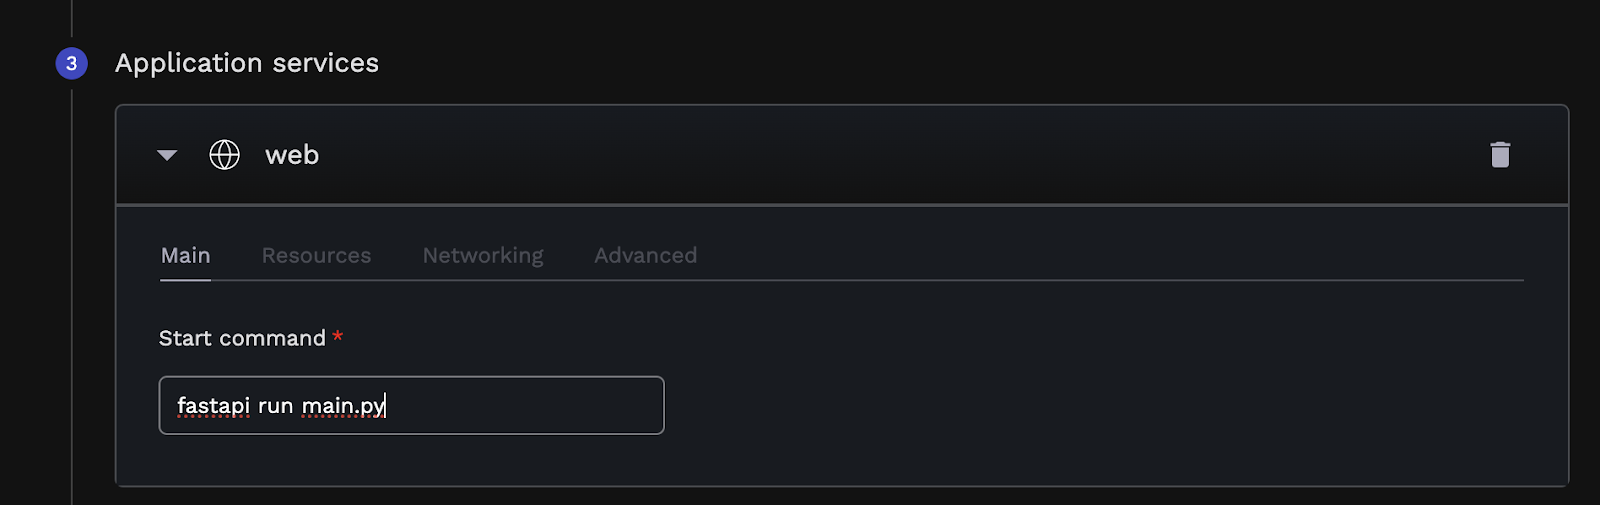 3 Application services
web
Main Resources Networking Advanced
Start command *
fastapi run main.py